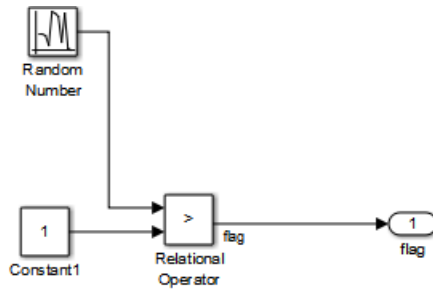 Random
Number
1
Constant1
>
Relational
Operator
flag
1
flag